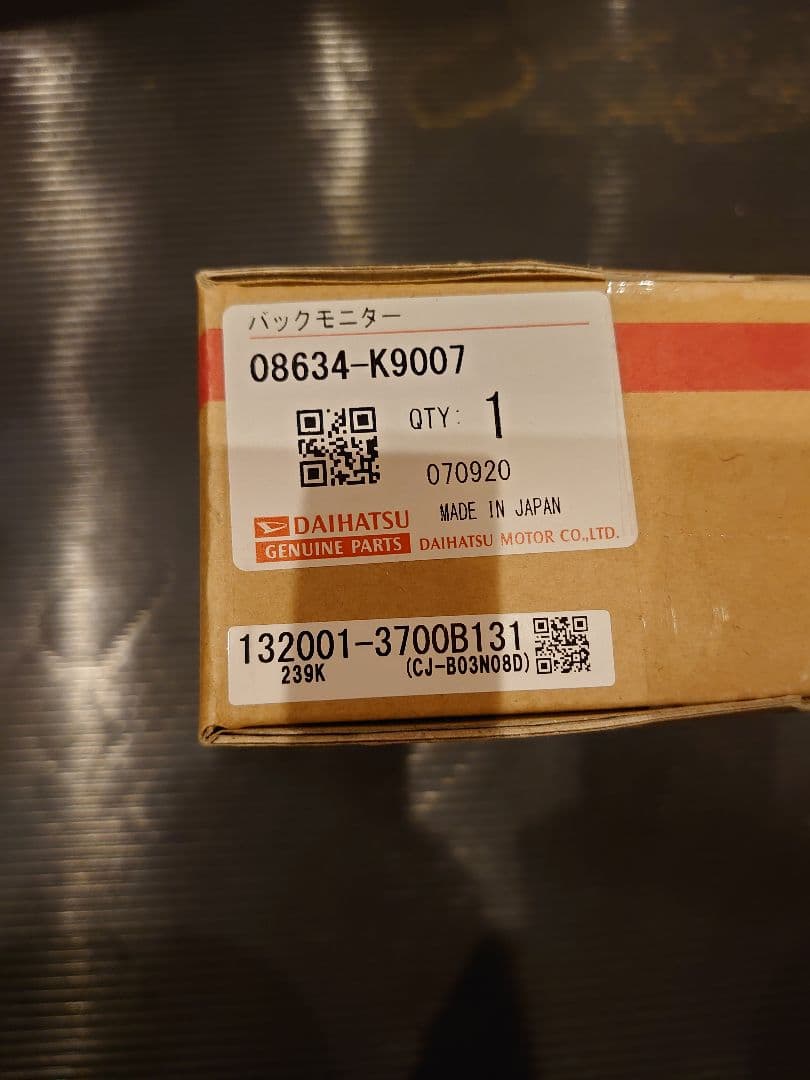 バックモニター
08634-K9007
QTY: 1
070920
MADE IN JAPAN
DAIHATSU
GENUINE PARTS
DAIHATSU MOTOR CO.,LTD.
132001-3700B131
239K
(CJ-B03N08D)